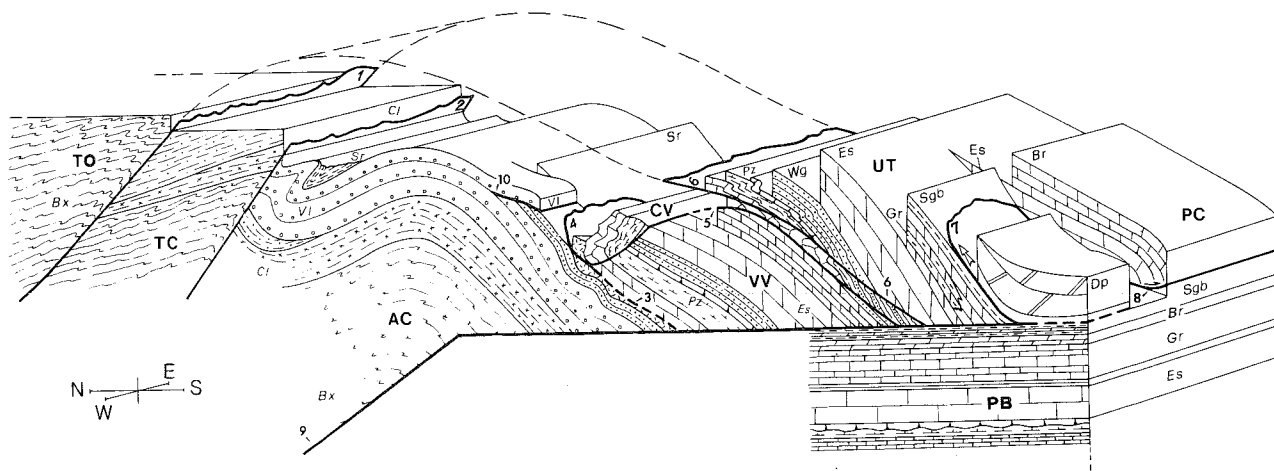 1
TO
Cl
2
Sr
Bx
TC
Vl
Cl
10
Vl
Sr
4
CV
6
Pz
Wg
Es
UT
Es
Br
Sgb
Gr
PC
7
5
VV
6
Dp
8
Sgb
Br
Gr
Es
3
Pz
Es
AC
N E
W S
Bx
9
PB